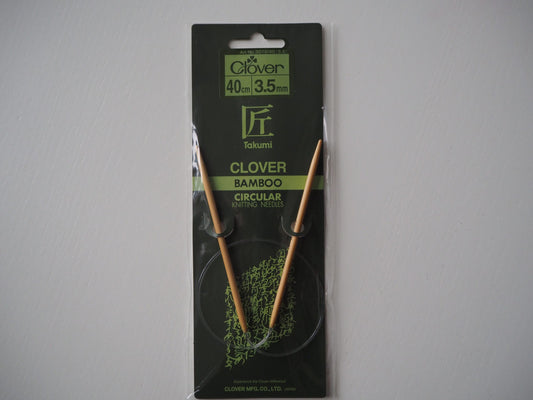 Clover
40cm 3.5mm
匠
Takumi
CLOVER
BAMBOO
CIRCULAR
KNITTING NEEDLES
CLOVER MFG.CO.,LTD.